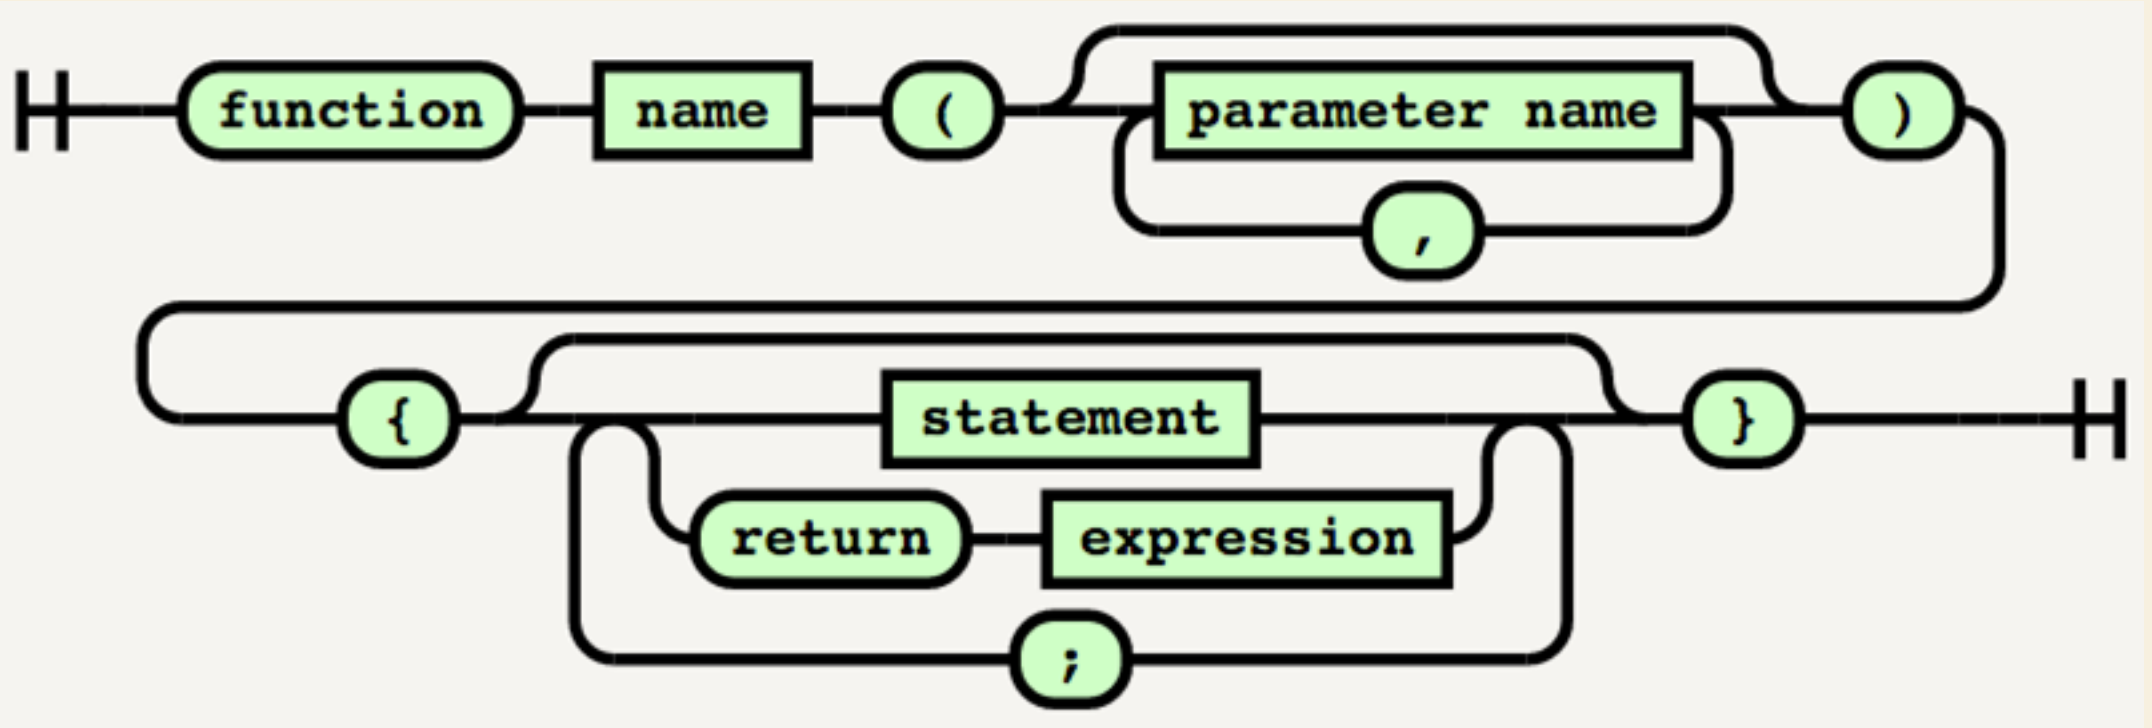 function name ( parameter name )
,
{ statement }
return expression
;